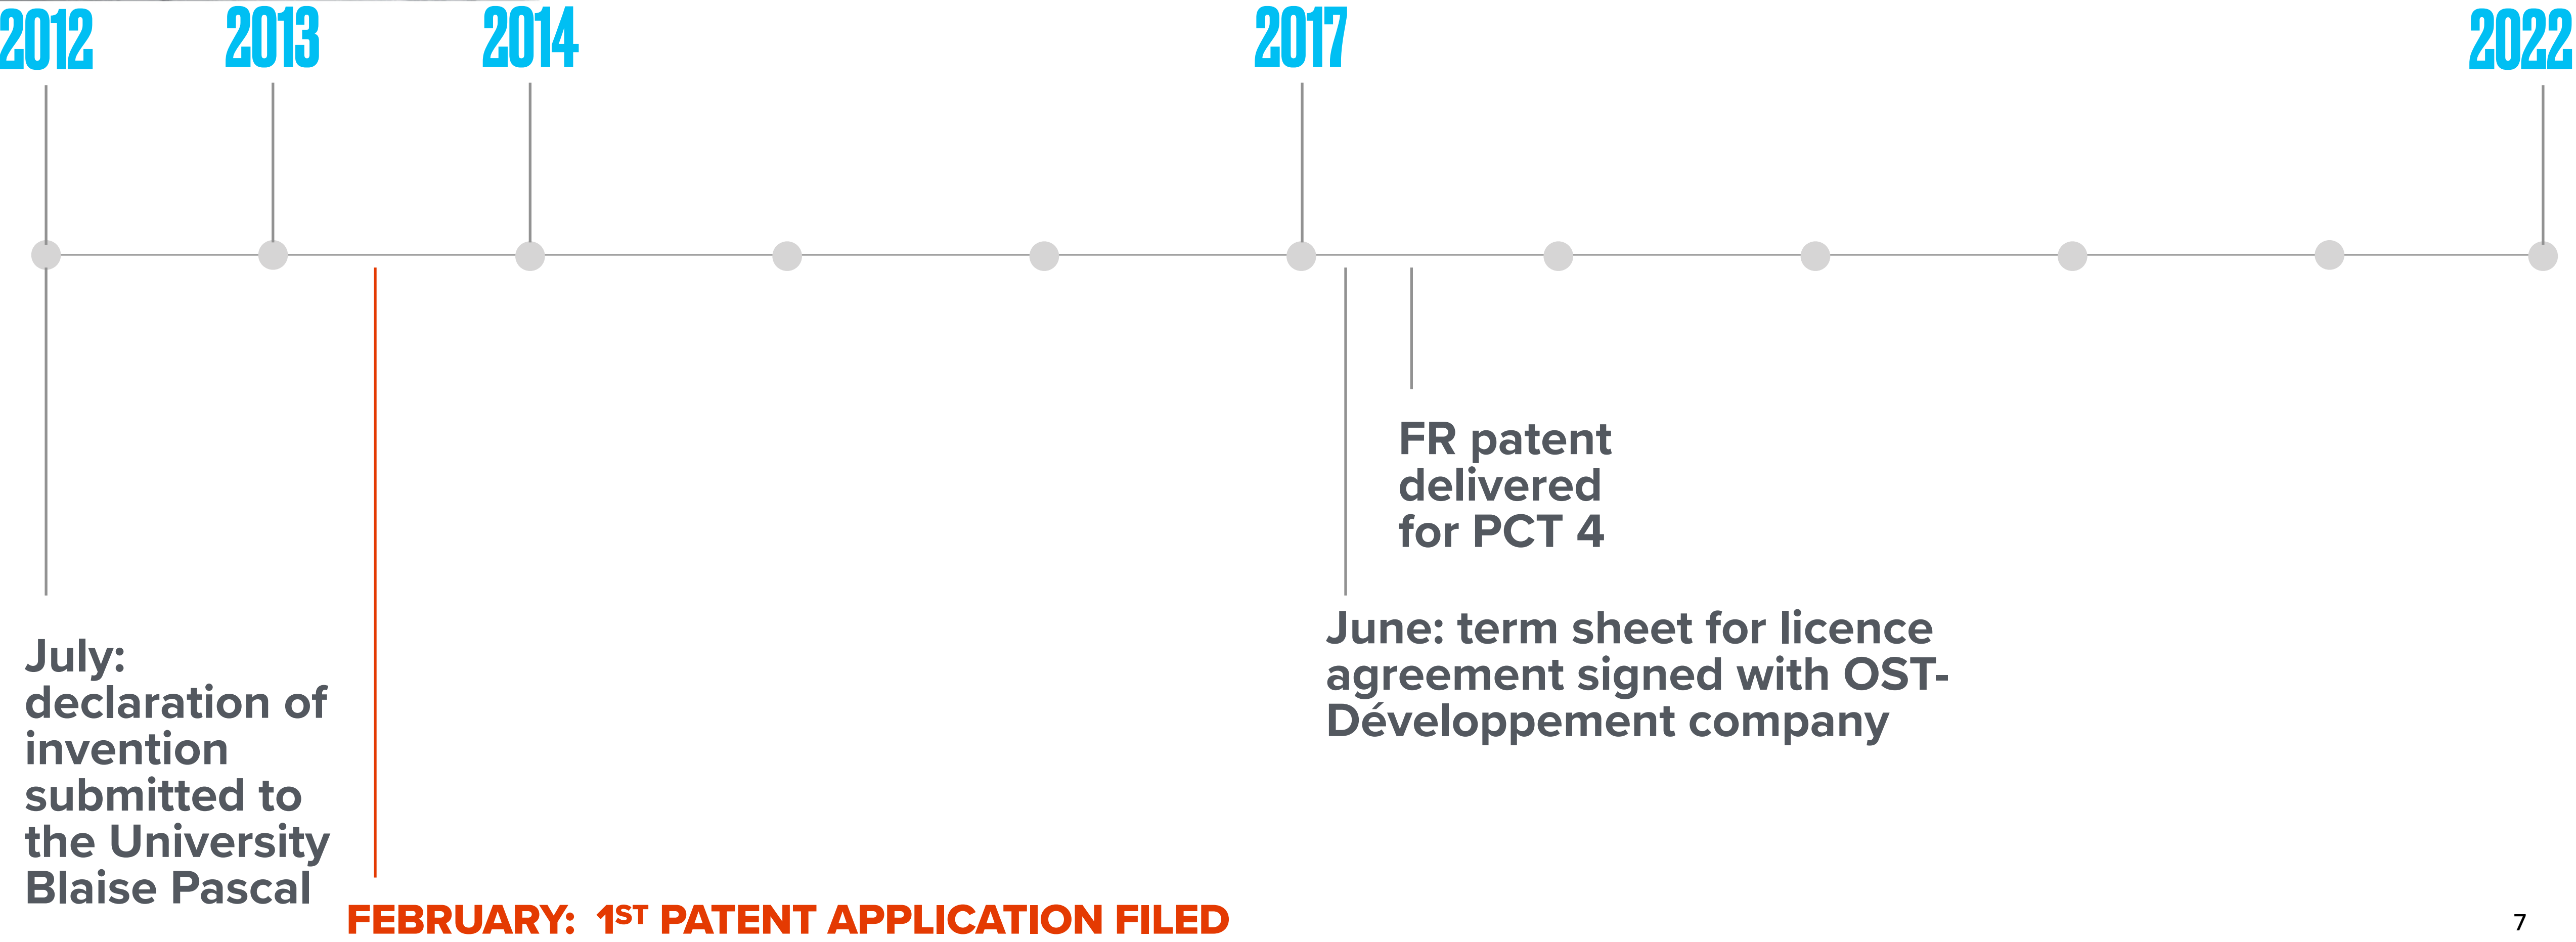 2012
2013
2014
2017
2022
FR patent
delivered
for PCT 4
June: term sheet for licence
agreement signed with OST-
Développement company
July:
declaration of
invention
submitted to
the University
Blaise Pascal
FEBRUARY: 1ST PATENT APPLICATION FILED
7